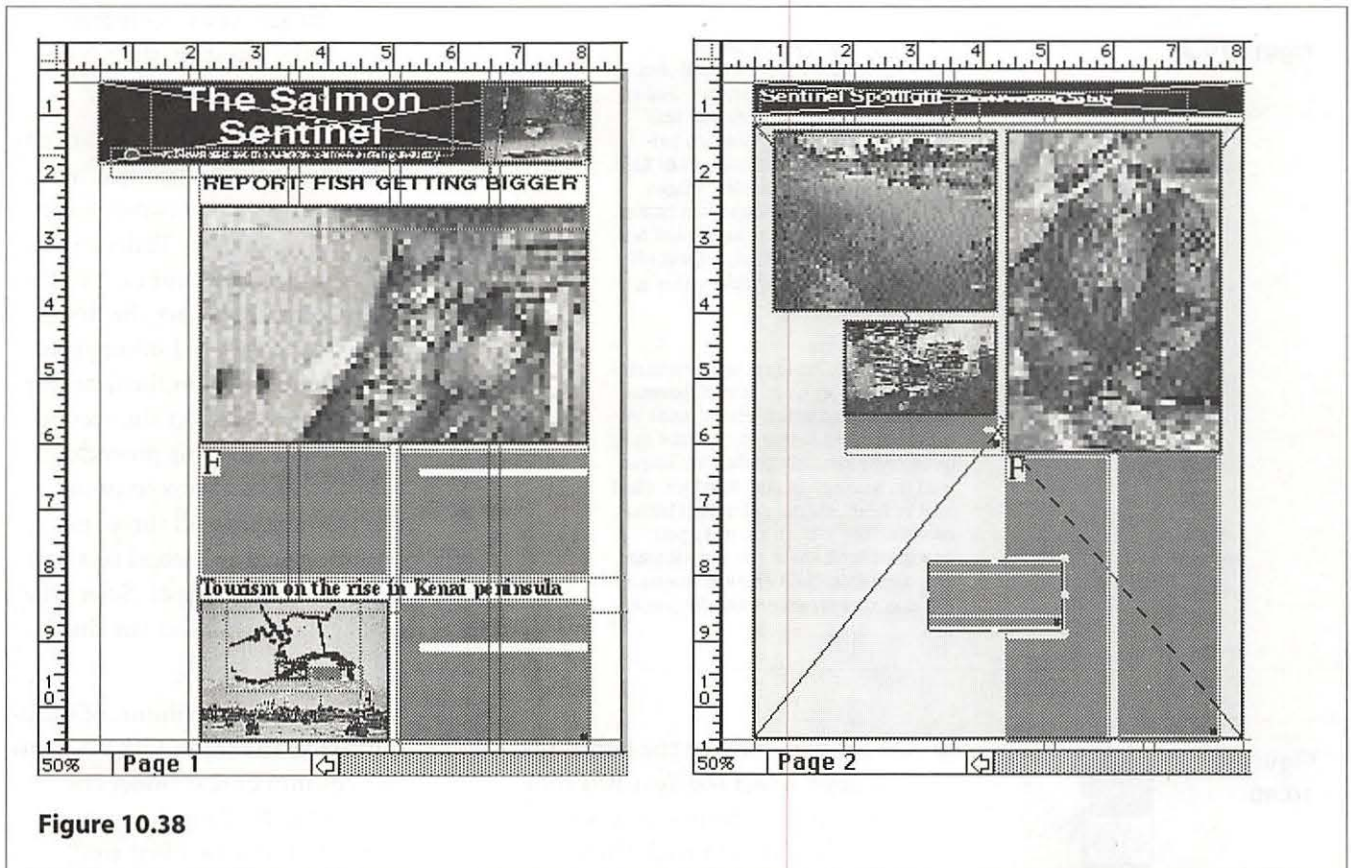 1 2 3 4 5 6 7 8
The Salmon
Sentinel
REPORT: FISH GETTING BIGGER
F
Tourism on the rise in Kenai peninsula
1 2 3 4 5 6 7 8 9 10
50% Page 1
1 2 3 4 5 6 7 8
Sentinel Spotlight
F
1 2 3 4 5 6 7 8 9 10
50% Page 2
Figure 10.38